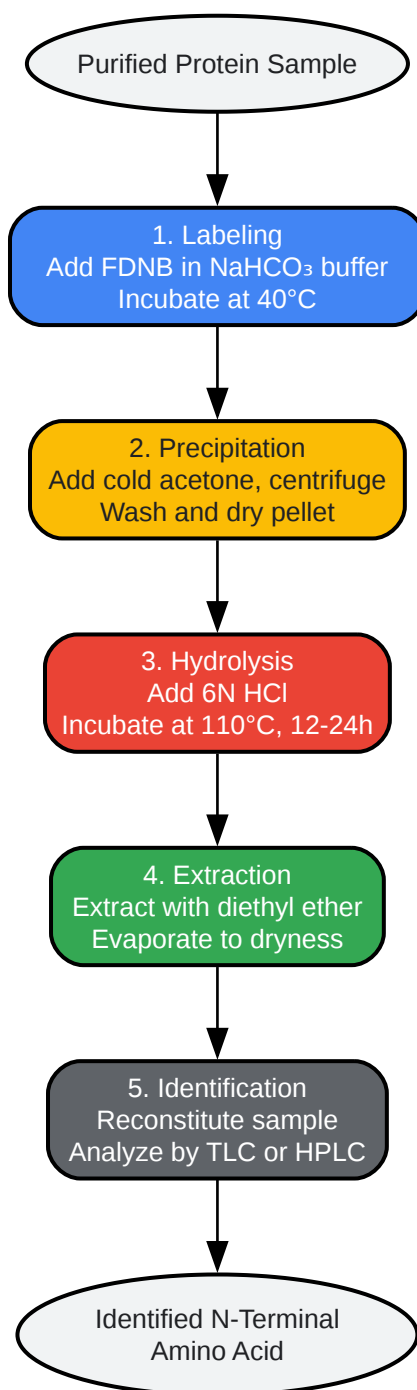 Purified Protein Sample
1. Labeling
Add FDNB in NaHCO₃ buffer
Incubate at 40°C
2. Precipitation
Add cold acetone, centrifuge
Wash and dry pellet
3. Hydrolysis
Add 6N HCl
Incubate at 110°C, 12-24h
4. Extraction
Extract with diethyl ether
Evaporate to dryness
5. Identification
Reconstitute sample
Analyze by TLC or HPLC
Identified N-Terminal
Amino Acid